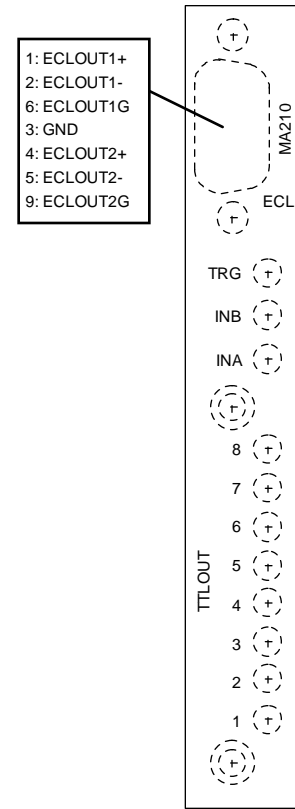 1: ECLOUT1+
2: ECLOUT1-
6: ECLOUT1G
3: GND
4: ECLOUT2+
5: ECLOUT2-
9: ECLOUT2G
MA210
ECL
TRG
INB
INA
8
7
6
5
TTLOUT
4
3
2
1